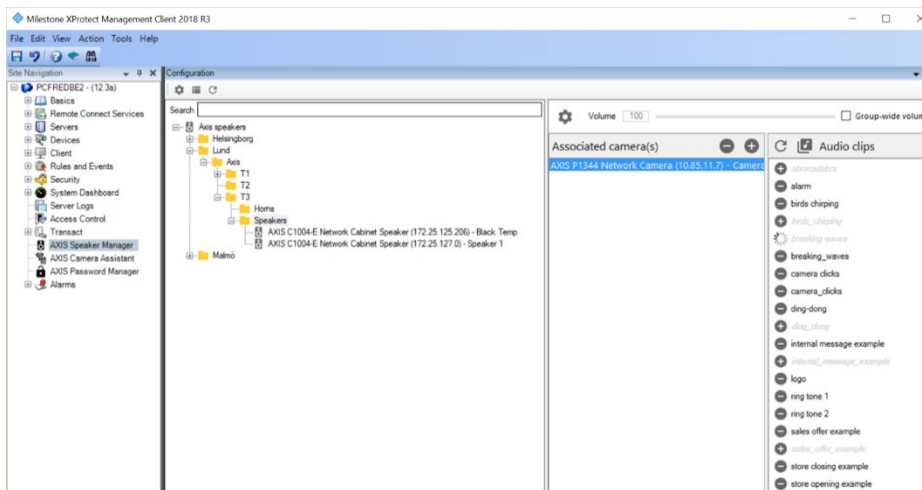 Milestone XProtect Management Client 2018 R3
File Edit View Action Tools Help
Site Navigation
PCFREDBE2 - (12.3a)
Basics
Remote Connect Services
Servers
Devices
Client
Rules and Events
Security
System Dashboard
Server Logs
Access Control
Transact
AXIS Speaker Manager
AXIS Camera Assistant
AXIS Password Manager
Alarms
Configuration
Search
Axis speakers
Helsingborg
Lund
Axis
T1
T2
T3
Home
Speakers
AXIS C1004-E Network Cabinet Speaker (172.25.125.206) - Black Temp
AXIS C1004-E Network Cabinet Speaker (172.25.127.0) - Speaker 1
Malmö
Volume 100 Group-wide volum
Associated camera(s)
AXIS P1344 Network Camera (10.85.11.7) - Camera
Audio clips
abracadabra
alarm
birds chirping
birds_chirping
breaking waves
breaking_waves
camera clicks
camera_clicks
ding-dong
ding_dong
internal message example
internal_message_example
logo
ring tone 1
ring tone 2
sales offer example
sales_offer_example
store closing example
store opening example